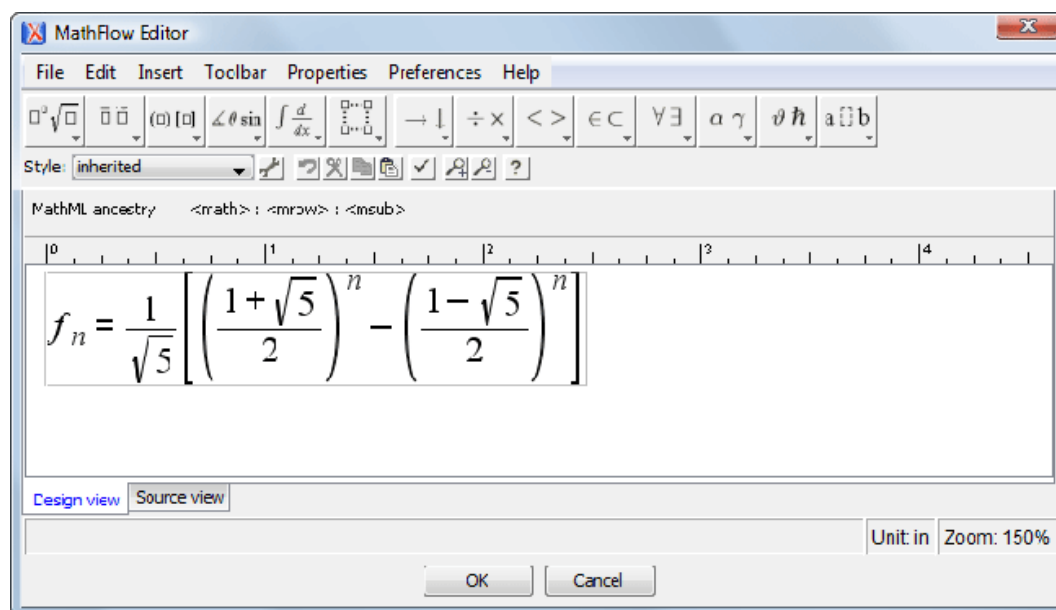 MathFlow Editor
File Edit Insert Toolbar Properties Preferences Help
□°√□ □̄ □̈ (□) [□] ∠θ sin ∫ d/dx → ↓ ÷ × < > ∈ ⊂ ∀ ∃ α γ ϑ ℏ a▯b
Style: inherited ?
MathML ancestry <math> : <mrow> : <msub>
0 1 2 3 4
f_n = 1/√5 [ ( (1 + √5)/2 )^n − ( (1 − √5)/2 )^n ]
Design view Source view
Unit: in Zoom: 150%
OK Cancel